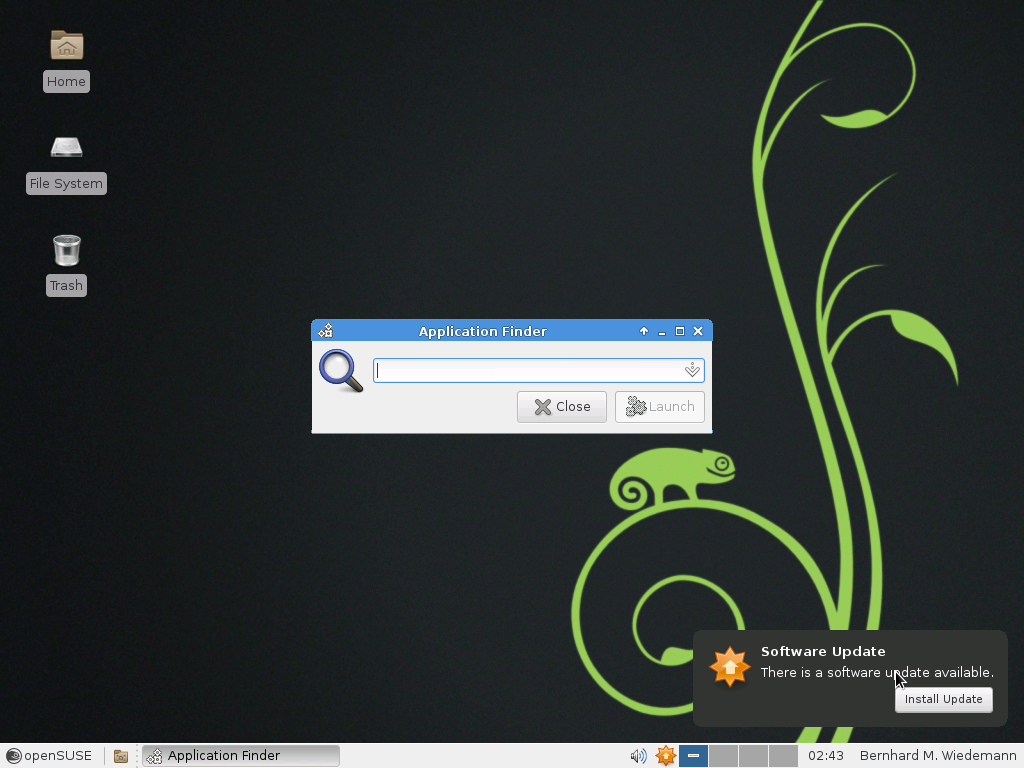 Home
File System
Trash
Application Finder
Close
Launch
Software Update
There is a software update available.
Install Update
openSUSE
Application Finder
02:43
Bernhard M. Wiedemann